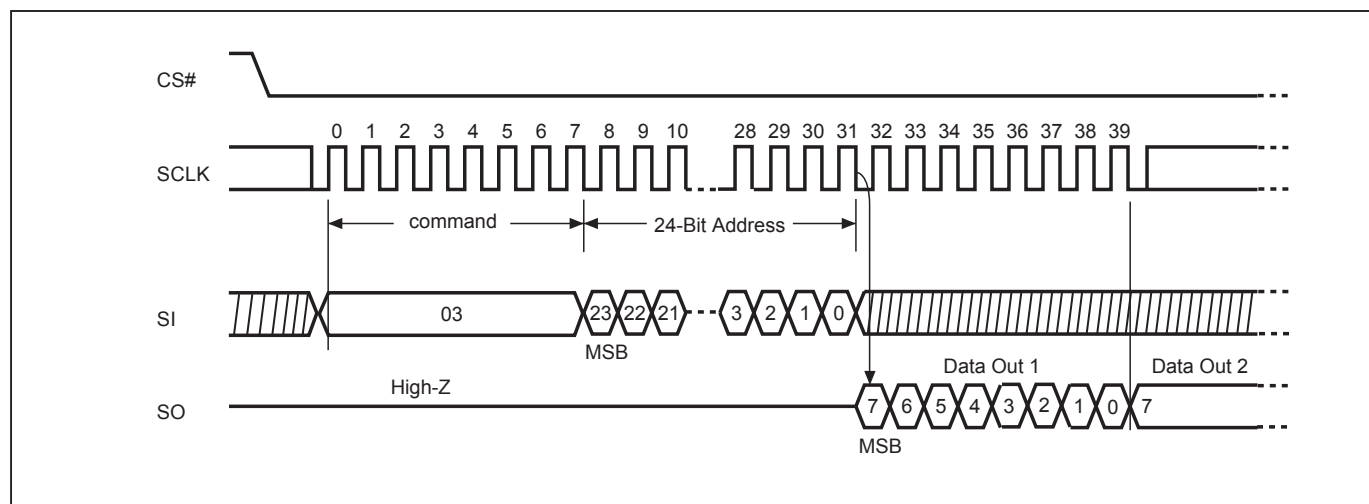 CS#
0 1 2 3 4 5 6 7 8 9 10 28 29 30 31 32 33 34 35 36 37 38 39
SCLK
command 24-Bit Address
SI 03 23 22 21 3 2 1 0
MSB
High-Z Data Out 1 Data Out 2
SO 7 6 5 4 3 2 1 0 7
MSB